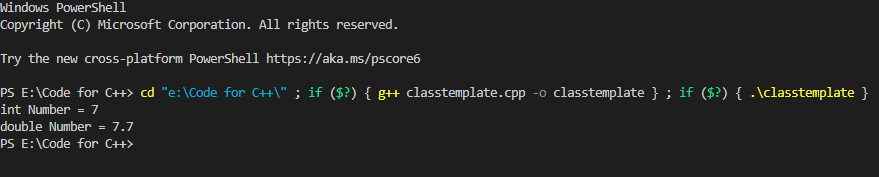 Windows PowerShell
Copyright (C) Microsoft Corporation. All rights reserved.
Try the new cross-platform PowerShell https://aka.ms/pscore6
PS E:\Code for C++> cd "e:\Code for C++\" ; if ($?) { g++ classtemplate.cpp -o classtemplate } ; if ($?) { .\classtemplate }
int Number = 7
double Number = 7.7
PS E:\Code for C++>